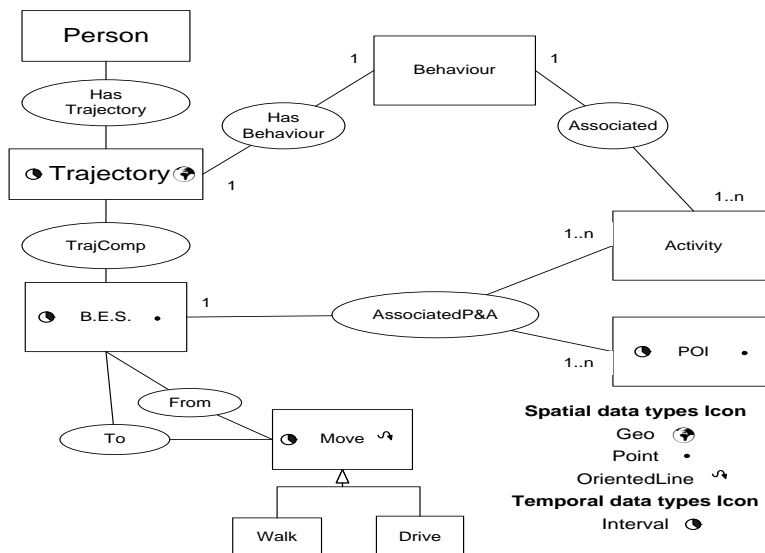 Person
Has
Trajectory
Trajectory
TrajComp
B.E.S.
From
To
Move
Walk
Drive
1
Has
Behaviour
1
Behaviour
1
Associated
1..n
Activity
1..n
1
AssociatedP&A
1..n
POI
Spatial data types Icon
Geo
Point
OrientedLine
Temporal data types Icon
Interval